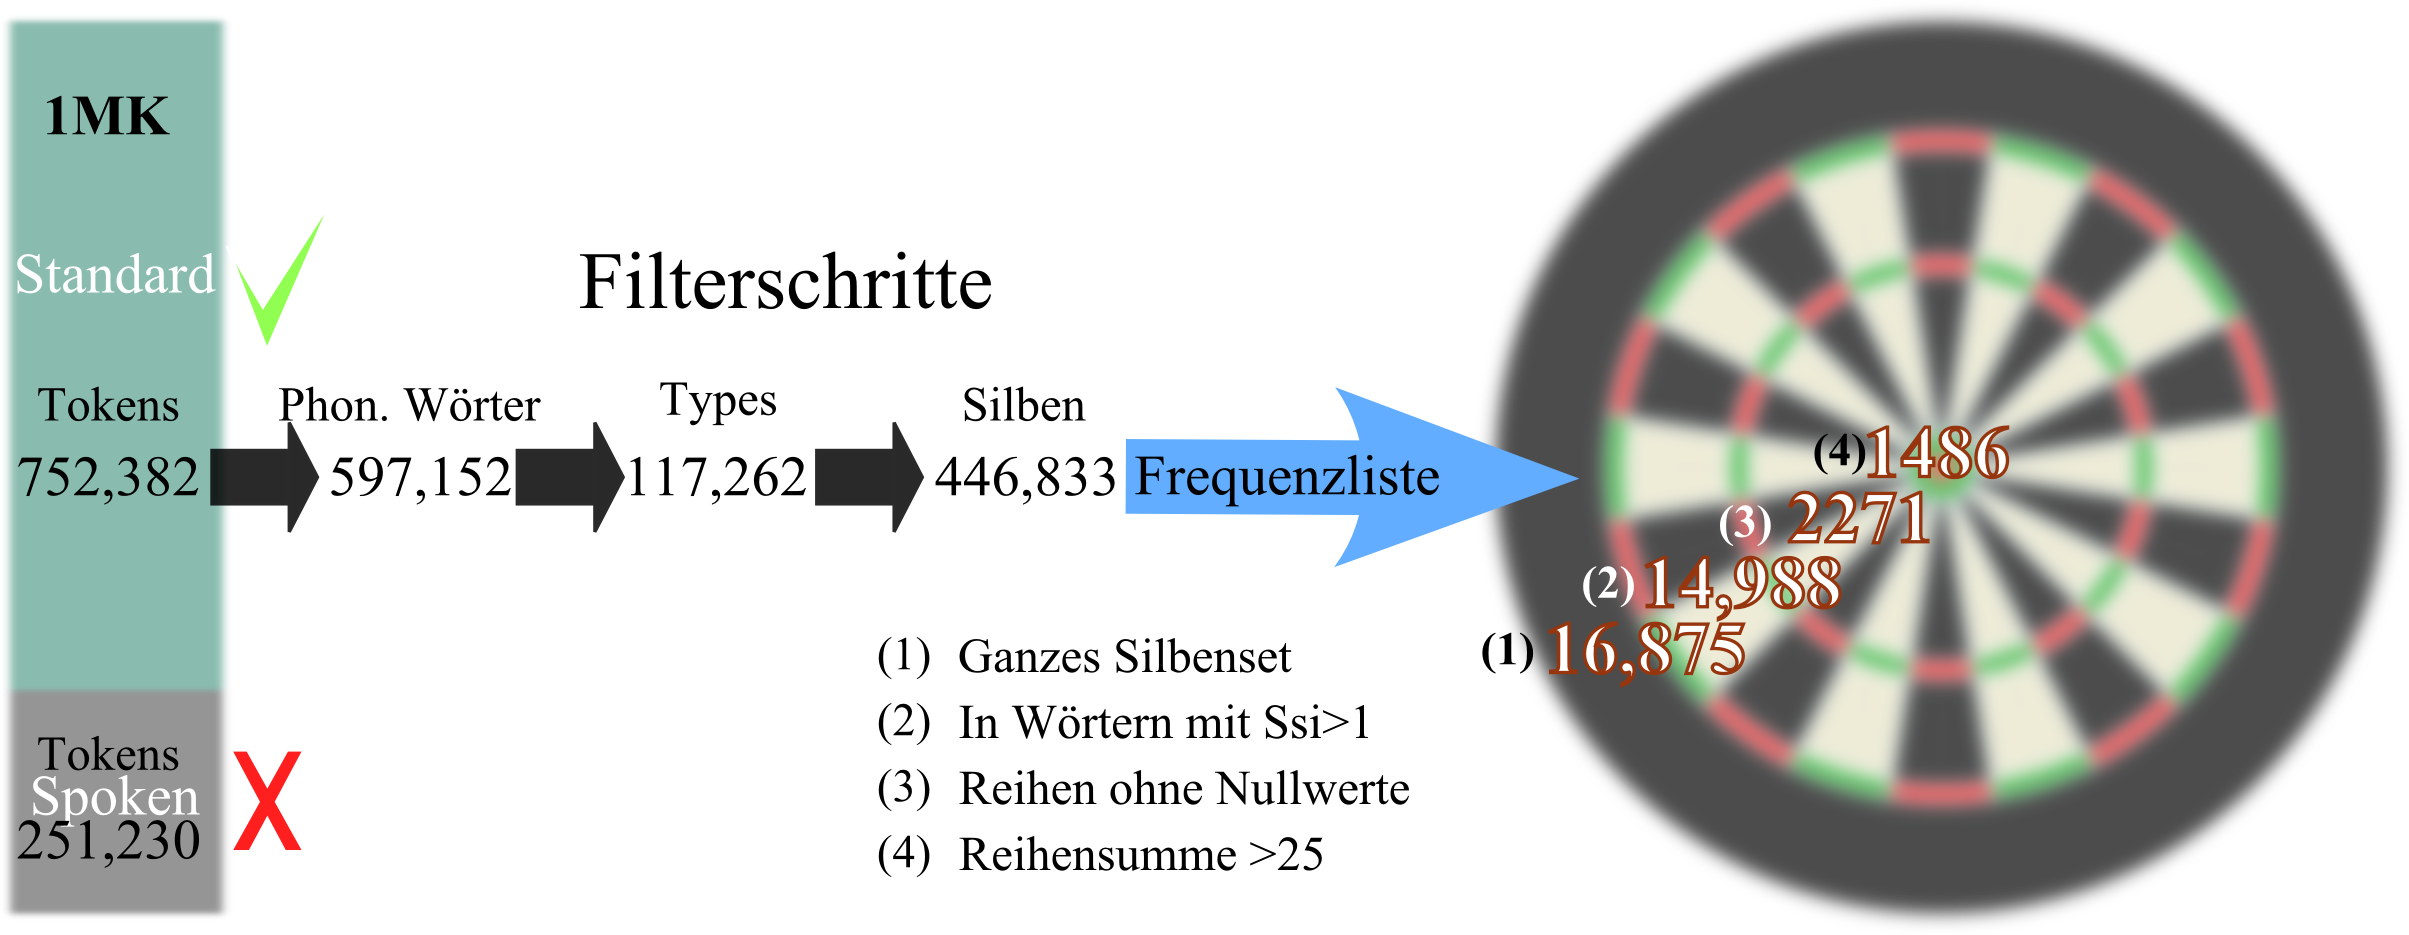 1MK
Standard
Filterschritte
Tokens
Phon. Wörter
Types
Silben
752,382
597,152
117,262
446,833
Frequenzliste
(4) 1486
(3) 2271
(2) 14,988
(1) 16,875
(1) Ganzes Silbenset
(2) In Wörtern mit Ssi>1
(3) Reihen ohne Nullwerte
(4) Reihensumme >25
Tokens
Spoken
251,230
X